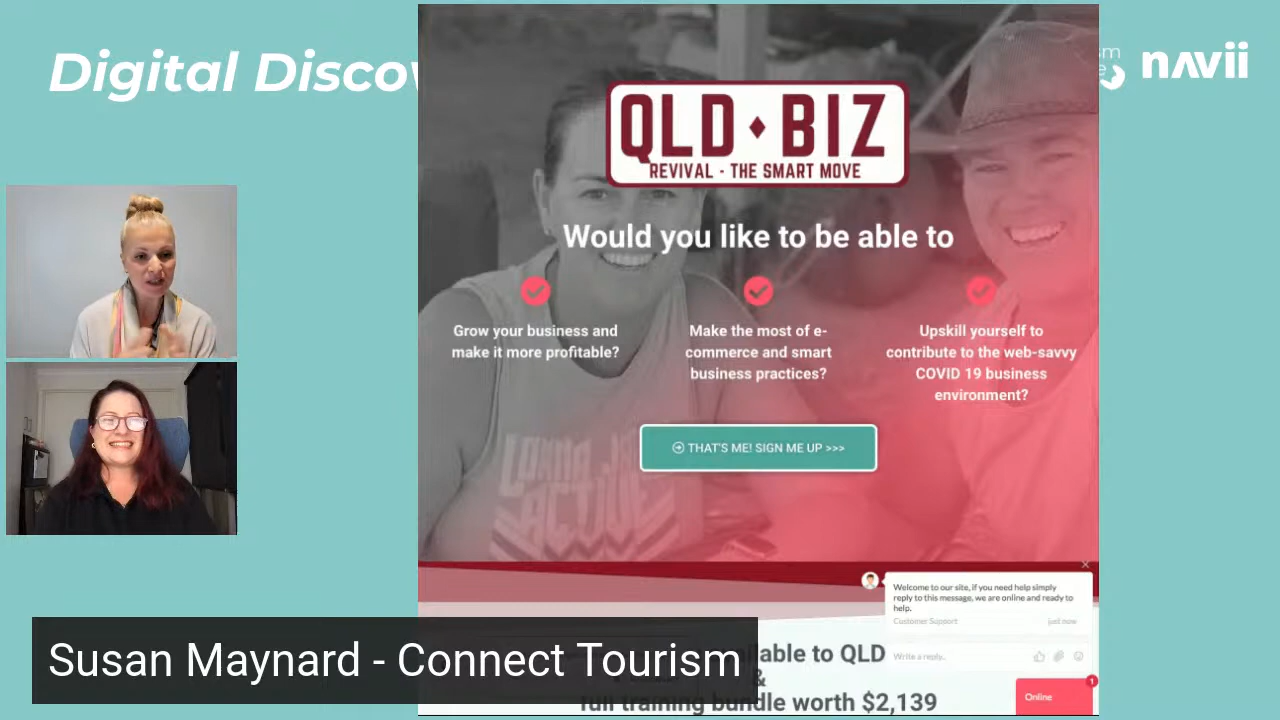 Digital Disco
sm
e
navii
QLD ♦ BIZ
REVIVAL - THE SMART MOVE
Would you like to be able to
Grow your business and
make it more profitable?
Make the most of e-
commerce and smart
business practices?
Upskill yourself to
contribute to the web-savvy
COVID 19 business
environment?
THAT'S ME! SIGN ME UP >>>
ACTIVE
Welcome to our site, if you need help simply
reply to this message, we are online and ready to
help.
Customer Support just now
Write a reply..
Online
1
Susan Maynard - Connect Tourism
lable to QLD
&
full training bundle worth $2,139